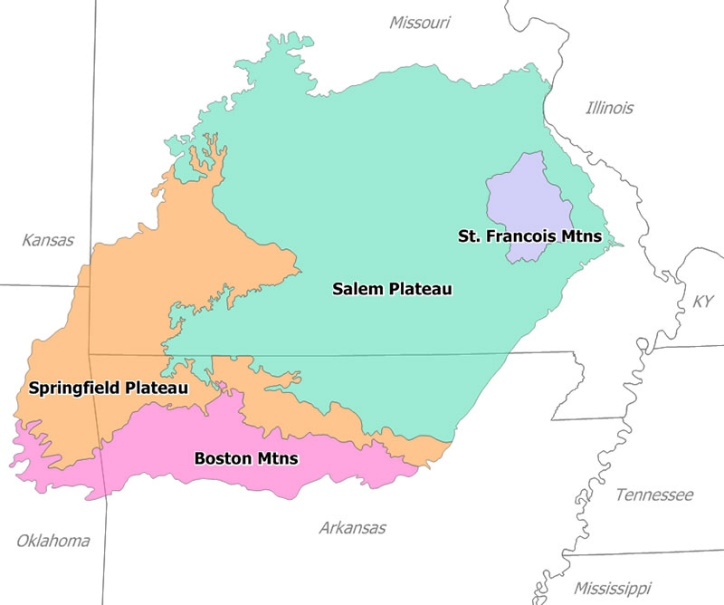 Missouri
Illinois
St. Francois Mtns
Kansas
Salem Plateau
KY
Springfield Plateau
Boston Mtns
Tennessee
Arkansas
Oklahoma
Mississippi